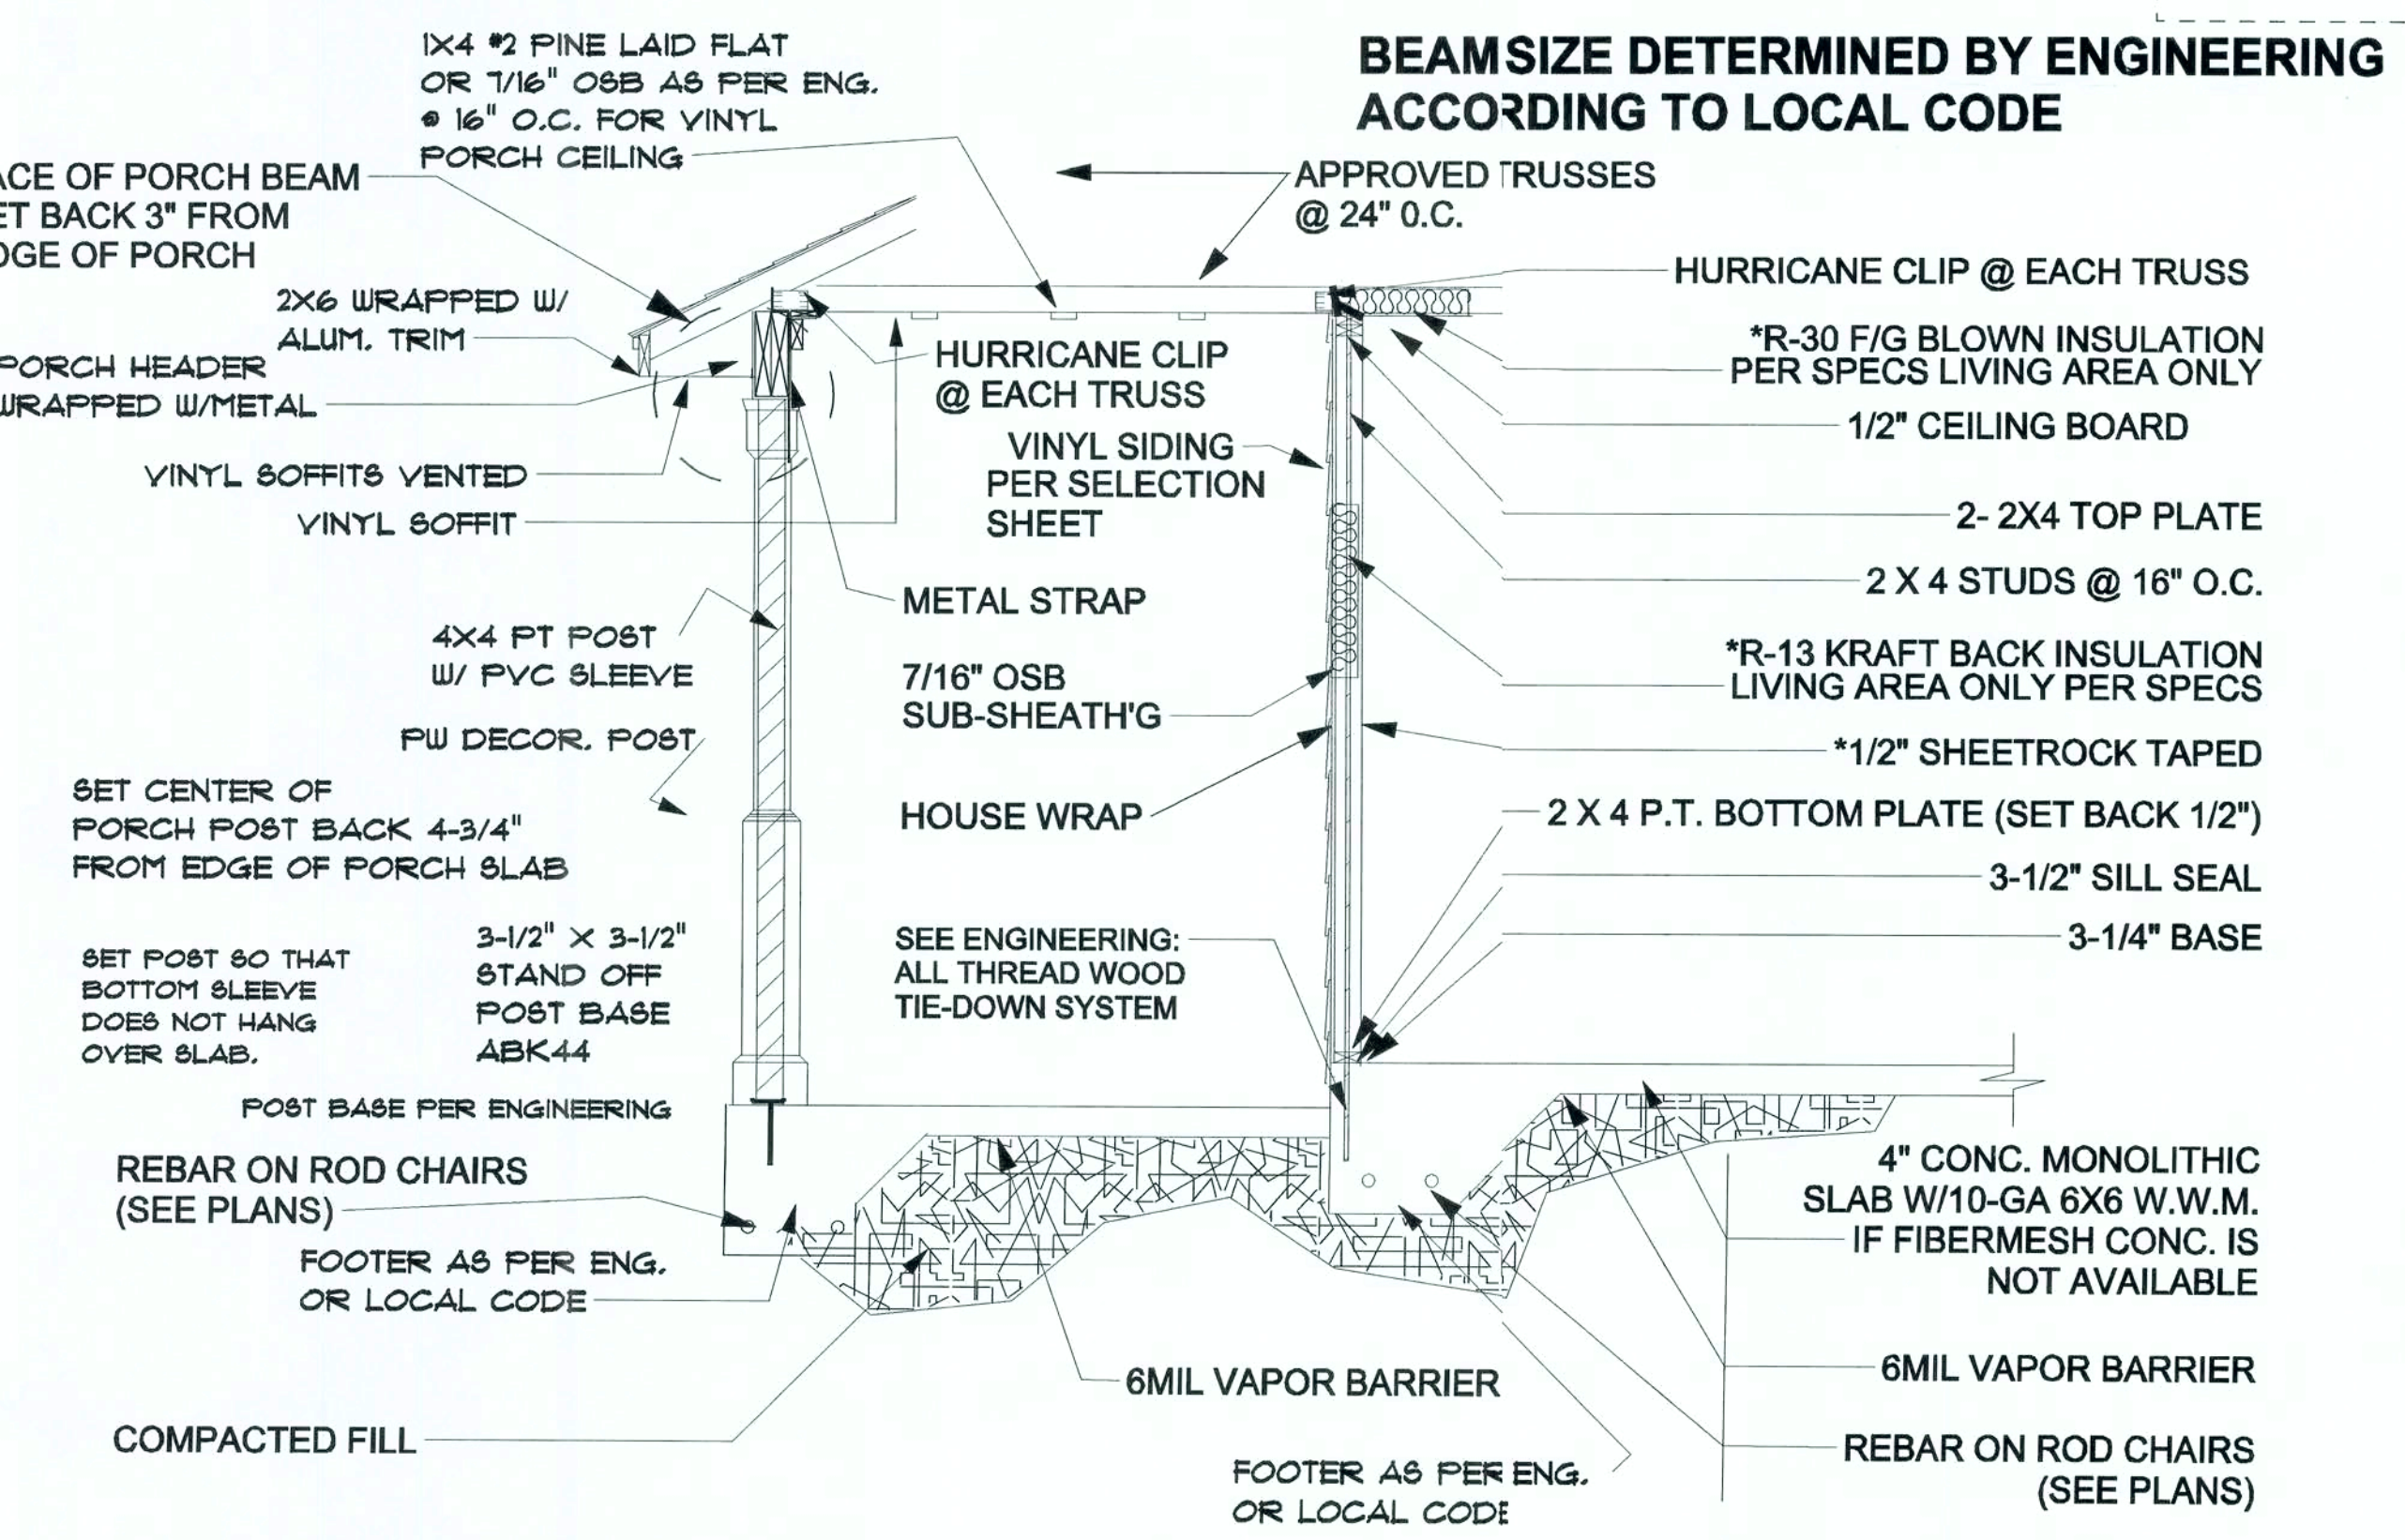 1X4 #2 PINE LAID FLAT
OR 7/16" OSB AS PER ENG.
@ 16" O.C. FOR VINYL
PORCH CEILING
BEAM SIZE DETERMINED BY ENGINEERING
ACCORDING TO LOCAL CODE
ACE OF PORCH BEAM
ET BACK 3" FROM
DGE OF PORCH
APPROVED TRUSSES
@ 24" O.C.
2X6 WRAPPED W/
ALUM. TRIM
PORCH HEADER
WRAPPED W/METAL
HURRICANE CLIP
@ EACH TRUSS
HURRICANE CLIP @ EACH TRUSS
*R-30 F/G BLOWN INSULATION
PER SPECS LIVING AREA ONLY
1/2" CEILING BOARD
VINYL SIDING
PER SELECTION
SHEET
VINYL SOFFITS VENTED
VINYL SOFFIT
2- 2X4 TOP PLATE
2 X 4 STUDS @ 16" O.C.
METAL STRAP
4X4 PT POST
W/ PVC SLEEVE
7/16" OSB
SUB-SHEATH'G
*R-13 KRAFT BACK INSULATION
LIVING AREA ONLY PER SPECS
PW DECOR. POST
*1/2" SHEETROCK TAPED
SET CENTER OF
PORCH POST BACK 4-3/4"
FROM EDGE OF PORCH SLAB
HOUSE WRAP
2 X 4 P.T. BOTTOM PLATE (SET BACK 1/2")
3-1/2" SILL SEAL
3-1/4" BASE
SET POST SO THAT
BOTTOM SLEEVE
DOES NOT HANG
OVER SLAB.
3-1/2" X 3-1/2"
STAND OFF
POST BASE
ABK44
SEE ENGINEERING:
ALL THREAD WOOD
TIE-DOWN SYSTEM
POST BASE PER ENGINEERING
REBAR ON ROD CHAIRS
(SEE PLANS)
FOOTER AS PER ENG.
OR LOCAL CODE
4" CONC. MONOLITHIC
SLAB W/10-GA 6X6 W.W.M.
IF FIBERMESH CONC. IS
NOT AVAILABLE
6MIL VAPOR BARRIER
6MIL VAPOR BARRIER
COMPACTED FILL
FOOTER AS PER ENG.
OR LOCAL CODE
REBAR ON ROD CHAIRS
(SEE PLANS)